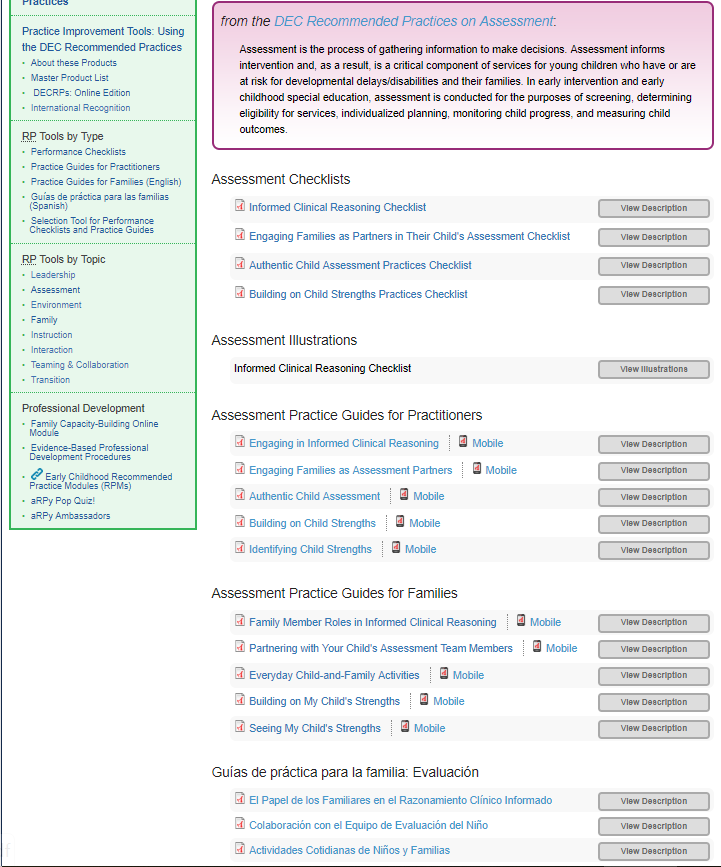 Practices
Practice Improvement Tools: Using
the DEC Recommended Practices
About these Products
Master Product List
DECRPs: Online Edition
International Recognition
RP Tools by Type
Performance Checklists
Practice Guides for Practitioners
Practice Guides for Families (English)
Guías de práctica para las familias
(Spanish)
Selection Tool for Performance
Checklists and Practice Guides
RP Tools by Topic
Leadership
Assessment
Environment
Family
Instruction
Interaction
Teaming & Collaboration
Transition
Professional Development
Family Capacity-Building Online
Module
Evidence-Based Professional
Development Procedures
Early Childhood Recommended
Practice Modules (RPMs)
aRPy Pop Quiz!
aRPy Ambassadors
from the DEC Recommended Practices on Assessment:
Assessment is the process of gathering information to make decisions. Assessment informs
intervention and, as a result, is a critical component of services for young children who have or are
at risk for developmental delays/disabilities and their families. In early intervention and early
childhood special education, assessment is conducted for the purposes of screening, determining
eligibility for services, individualized planning, monitoring child progress, and measuring child
outcomes.
Assessment Checklists
Informed Clinical Reasoning Checklist View Description
Engaging Families as Partners in Their Child's Assessment Checklist View Description
Authentic Child Assessment Practices Checklist View Description
Building on Child Strengths Practices Checklist View Description
Assessment Illustrations
Informed Clinical Reasoning Checklist View Illustrations
Assessment Practice Guides for Practitioners
Engaging in Informed Clinical Reasoning Mobile View Description
Engaging Families as Assessment Partners Mobile View Description
Authentic Child Assessment Mobile View Description
Building on Child Strengths Mobile View Description
Identifying Child Strengths Mobile View Description
Assessment Practice Guides for Families
Family Member Roles in Informed Clinical Reasoning Mobile View Description
Partnering with Your Child's Assessment Team Members Mobile View Description
Everyday Child-and-Family Activities Mobile View Description
Building on My Child's Strengths Mobile View Description
Seeing My Child's Strengths Mobile View Description
Guías de práctica para la familia: Evaluación
El Papel de los Familiares en el Razonamiento Clínico Informado View Description
Colaboración con el Equipo de Evaluación del Niño View Description
Actividades Cotidianas de Niños y Familias View Description